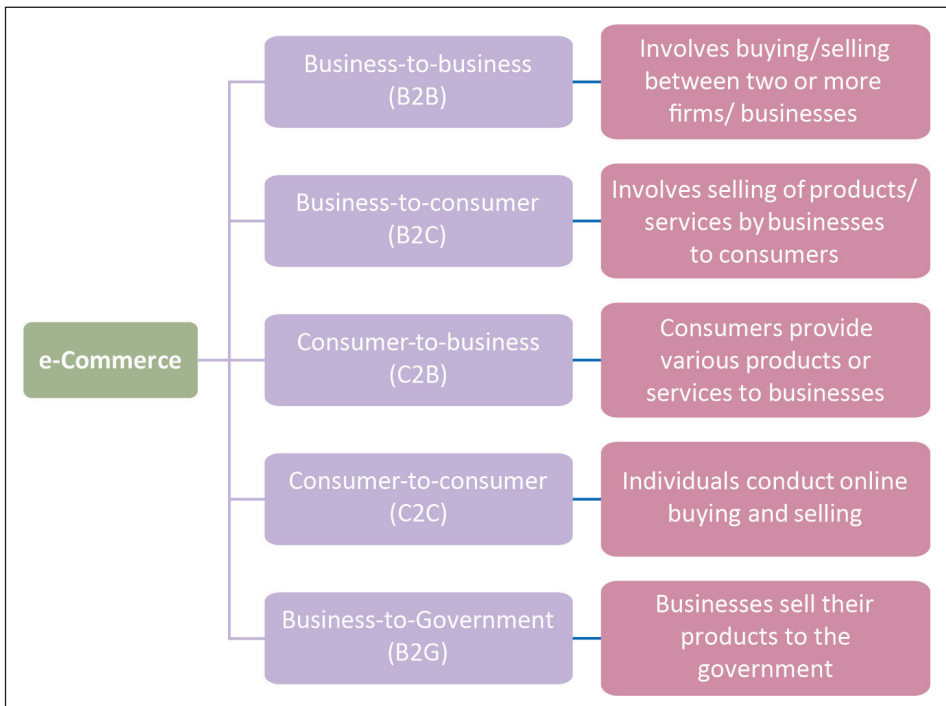 Business-to-business
(B2B)
Involves buying/selling
between two or more
firms/ businesses
Business-to-consumer
(B2C)
Involves selling of products/
services by businesses
to consumers
e-Commerce
Consumer-to-business
(C2B)
Consumers provide
various products or
services to businesses
Consumer-to-consumer
(C2C)
Individuals conduct online
buying and selling
Business-to-Government
(B2G)
Businesses sell their
products to the
government